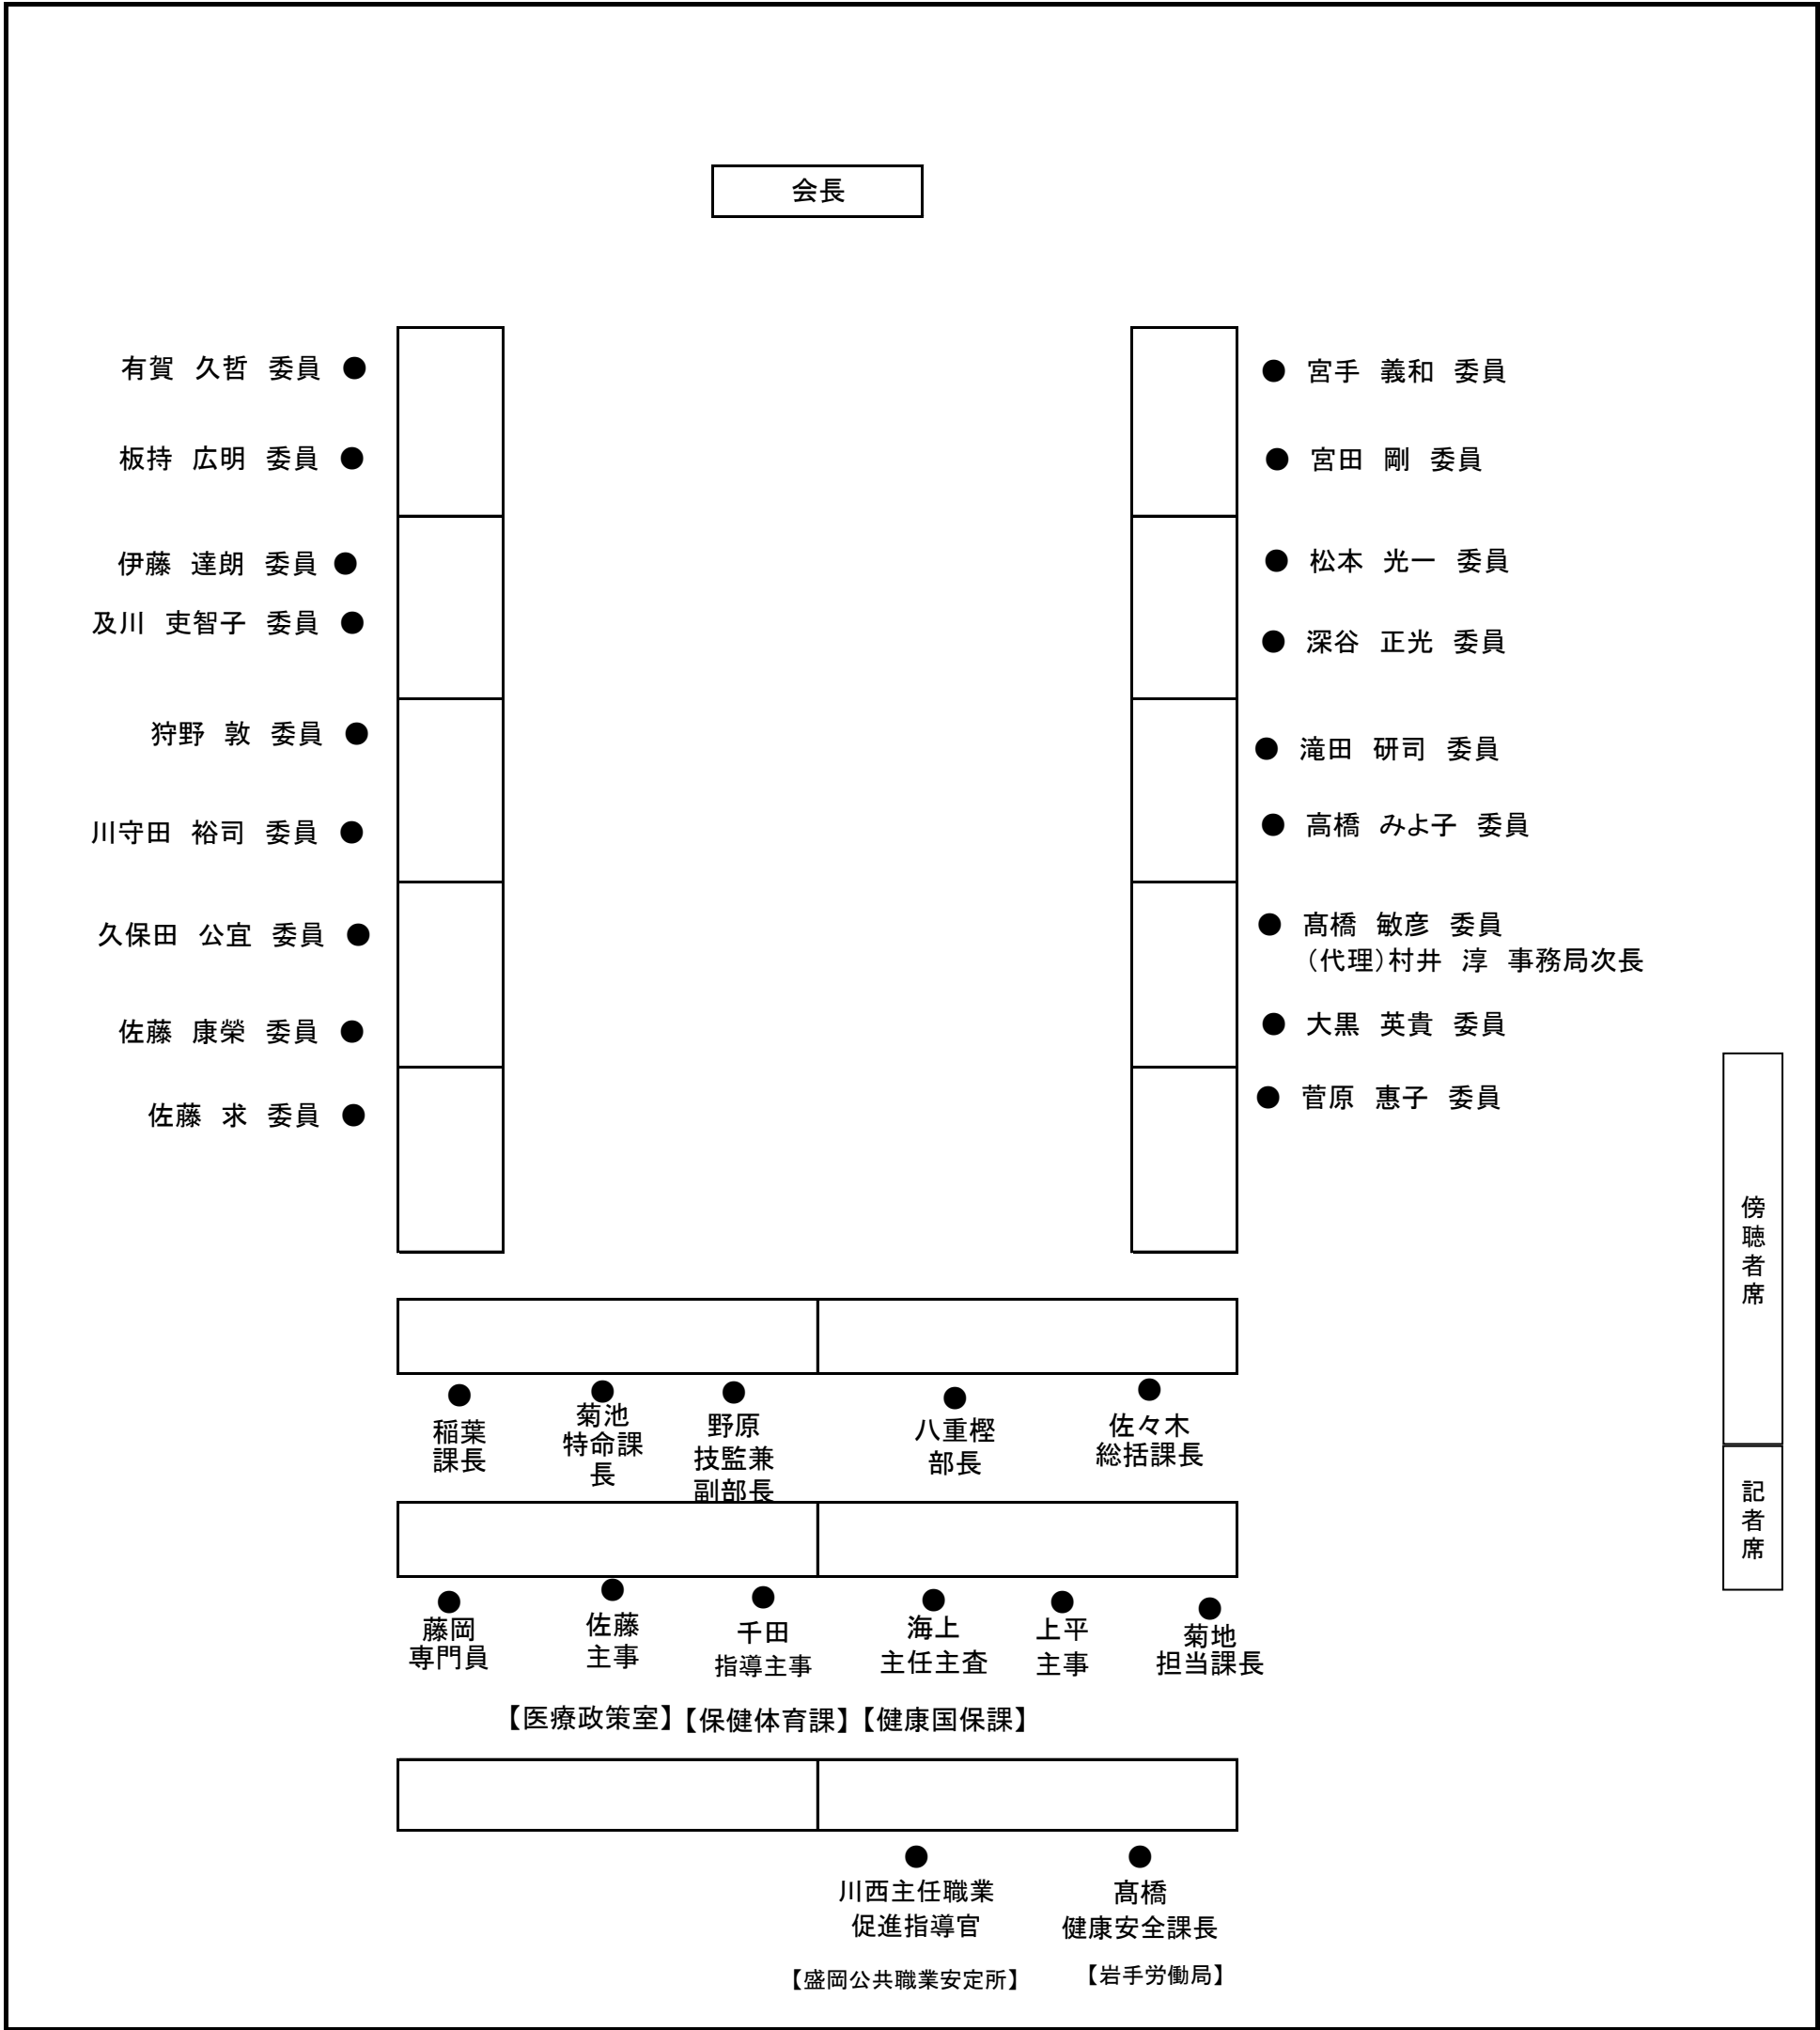 会長
有賀 久哲 委員 ●
板持 広明 委員 ●
伊藤 達朗 委員 ●
及川 吏智子 委員 ●
狩野 敦 委員 ●
川守田 裕司 委員 ●
久保田 公宜 委員 ●
佐藤 康榮 委員 ●
佐藤 求 委員 ●
● 宮手 義和 委員
● 宮田 剛 委員
● 松本 光一 委員
● 深谷 正光 委員
● 滝田 研司 委員
● 高橋 みよ子 委員
● 髙橋 敏彦 委員
（代理）村井 淳 事務局次長
● 大黒 英貴 委員
● 菅原 惠子 委員
傍聴者席
記者席
●
稲葉
課長
●
菊池
特命課
長
●
野原
技監兼
副部長
●
八重樫
部長
●
佐々木
総括課長
●
藤岡
専門員
●
佐藤
主事
●
千田
指導主事
●
海上
主任主査
●
上平
主事
●
菊地
担当課長
【医療政策室】
【保健体育課】
【健康国保課】
●
川西主任職業
促進指導官
【盛岡公共職業安定所】
●
髙橋
健康安全課長
【岩手労働局】